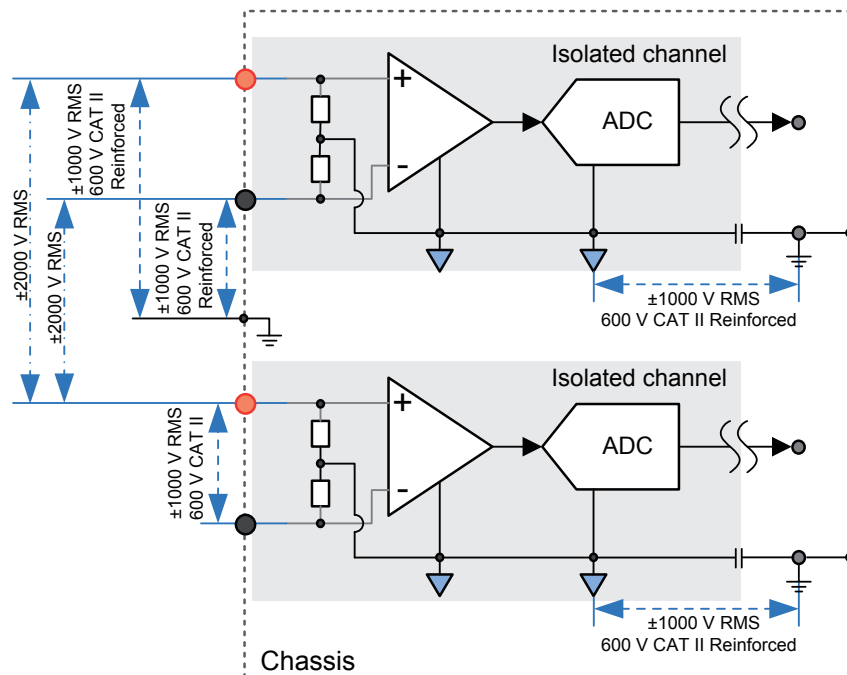 Isolated channel
+
-
ADC
±2000 V RMS
±2000 V RMS
±1000 V RMS
600 V CAT II
Reinforced
±1000 V RMS
600 V CAT II
Reinforced
±1000 V RMS
600 V CAT II Reinforced
Isolated channel
+
-
ADC
±1000 V RMS
600 V CAT II
±1000 V RMS
600 V CAT II Reinforced
Chassis